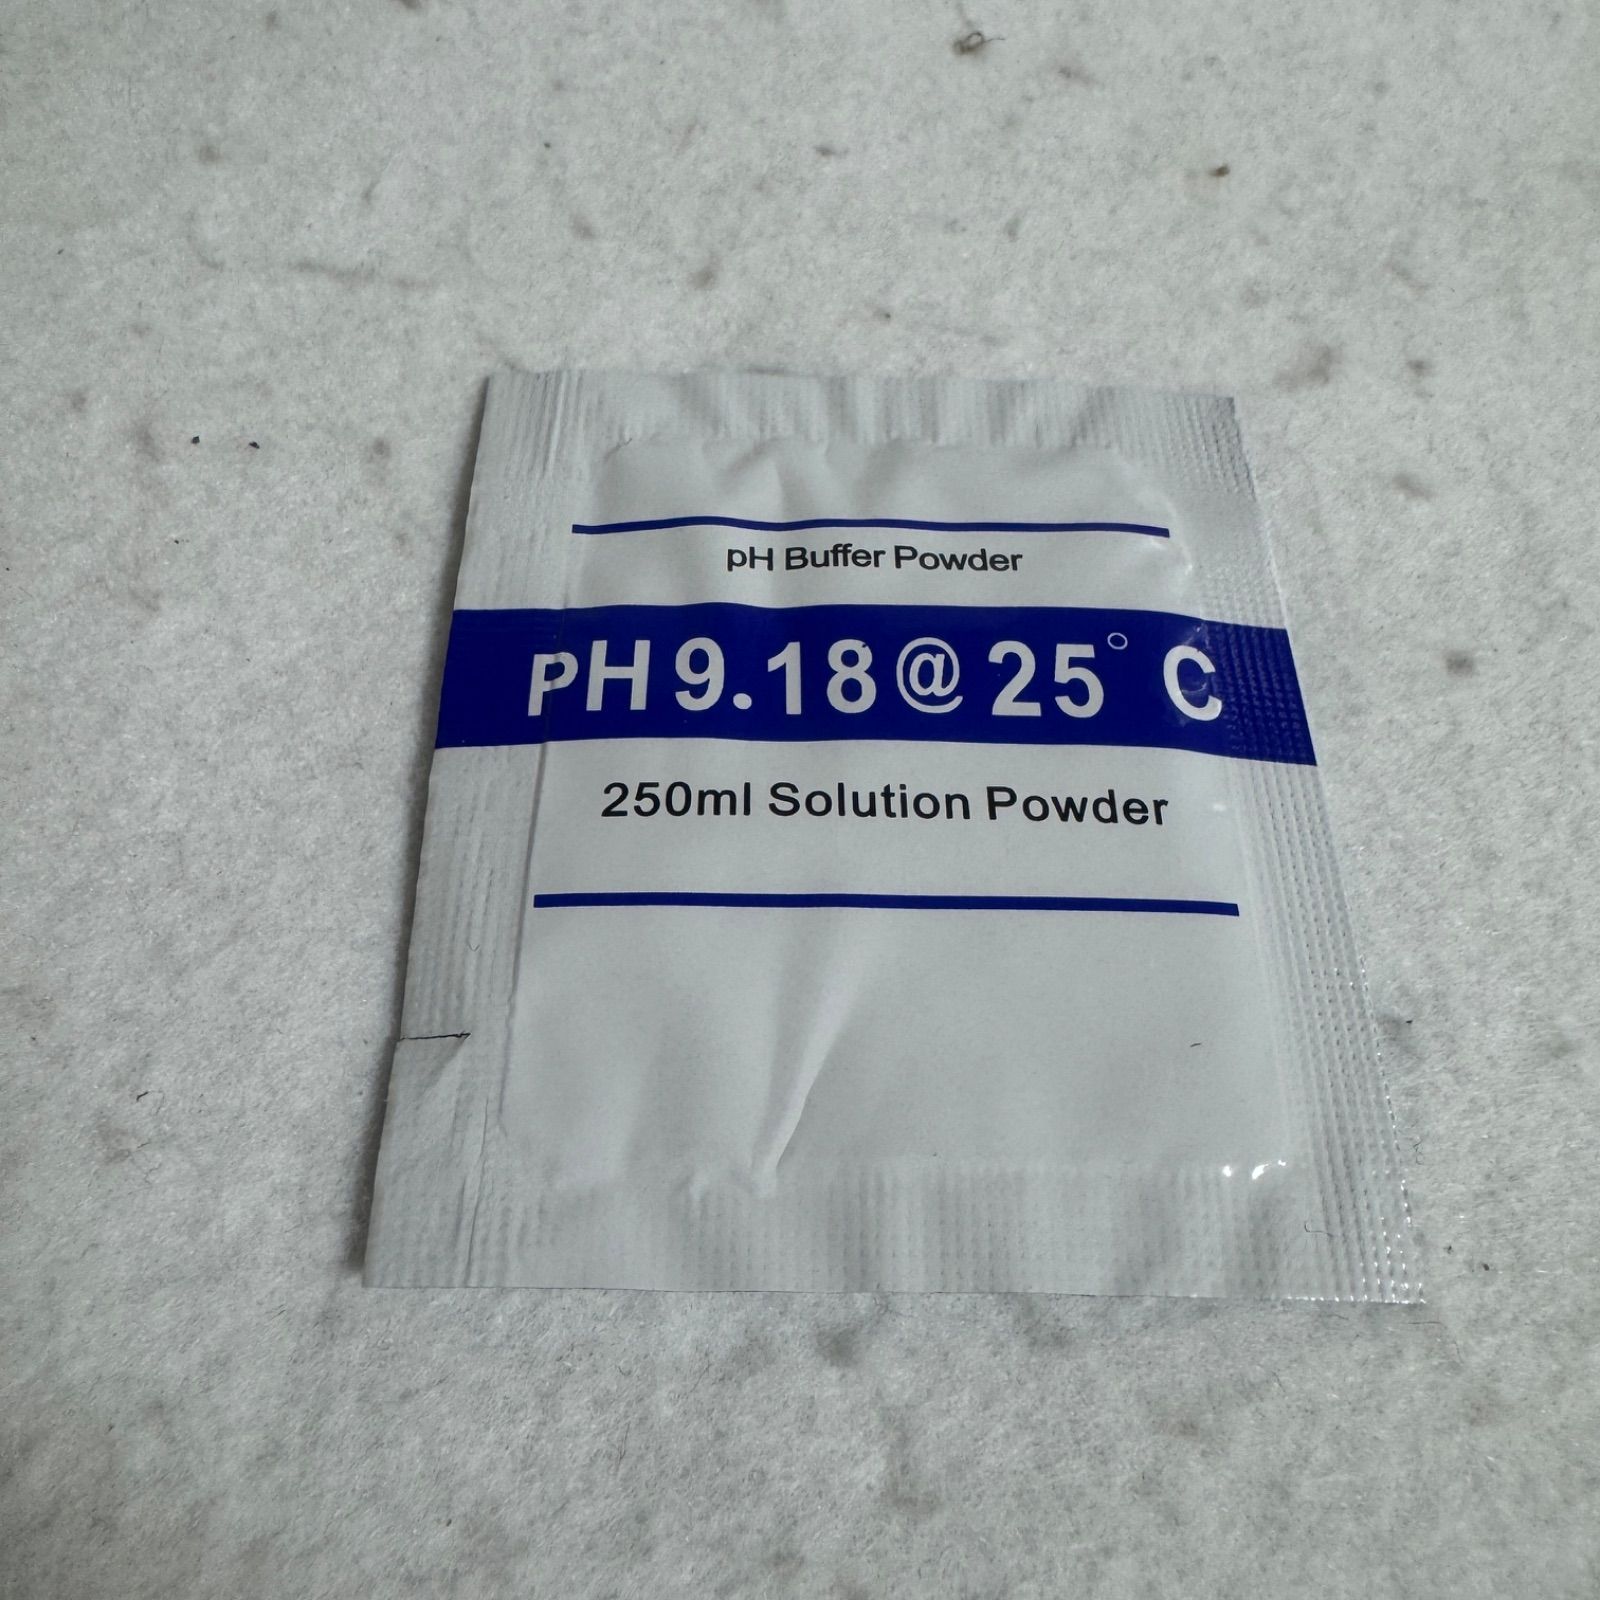 pH Buffer Powder
PH 9.18@25°C
250ml Solution Powder